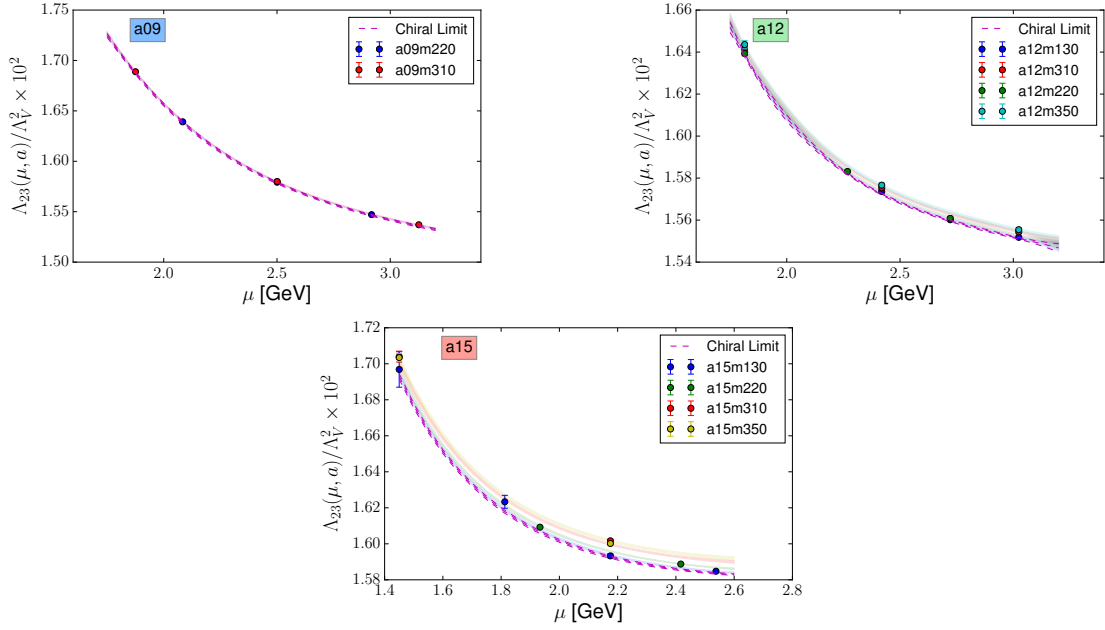 a09
Chiral Limit
a09m220
a09m310
1.75
1.70
1.65
1.60
1.55
1.50
2.0 2.5 3.0
μ [GeV]
Λ₂₃(μ, a)/Λ²_V × 10²
a12
Chiral Limit
a12m130
a12m310
a12m220
a12m350
1.66
1.64
1.62
1.60
1.58
1.56
1.54
2.0 2.5 3.0
μ [GeV]
Λ₂₃(μ, a)/Λ²_V × 10²
a15
Chiral Limit
a15m130
a15m220
a15m310
a15m350
1.72
1.70
1.68
1.66
1.64
1.62
1.60
1.58
1.4 1.6 1.8 2.0 2.2 2.4 2.6 2.8
μ [GeV]
Λ₂₃(μ, a)/Λ²_V × 10²